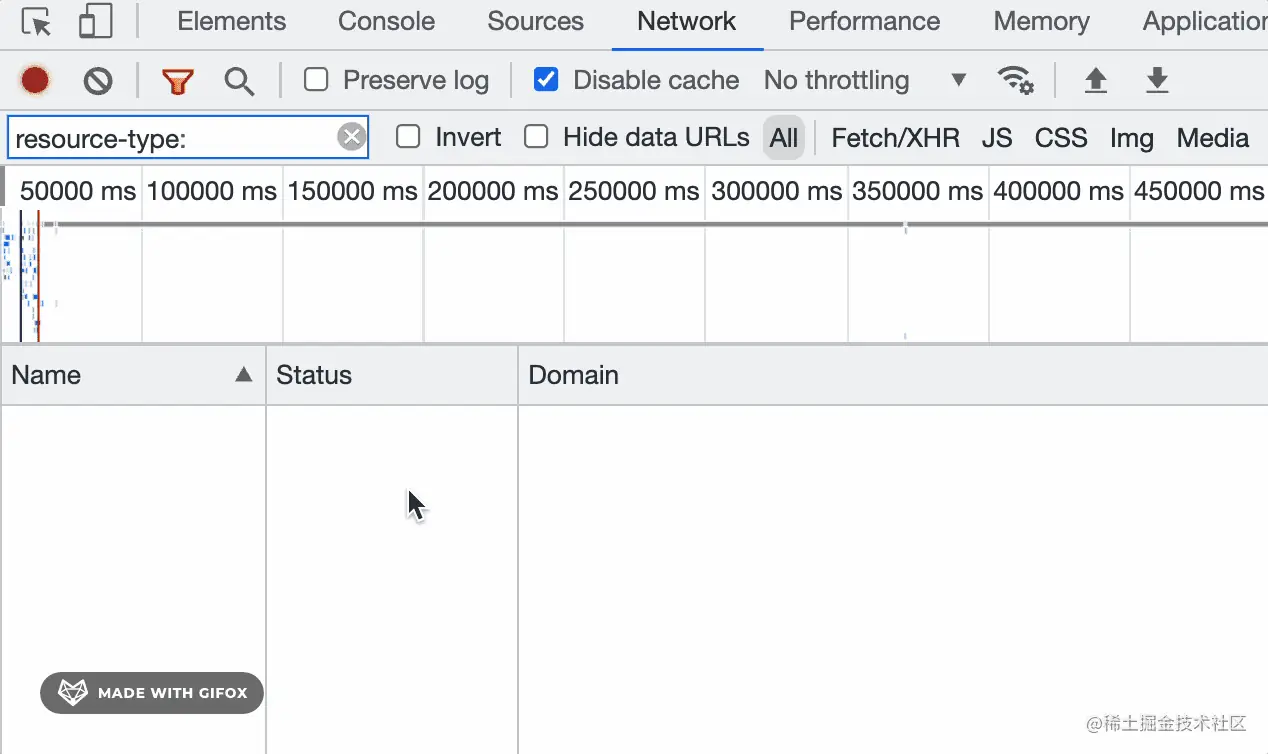 Elements Console Sources Network Performance Memory Application
Preserve log Disable cache No throttling
resource-type: Invert Hide data URLs All Fetch/XHR JS CSS Img Media
50000 ms 100000 ms 150000 ms 200000 ms 250000 ms 300000 ms 350000 ms 400000 ms 450000 ms
Name Status Domain
MADE WITH GIFOX
@稀土掘金技术社区